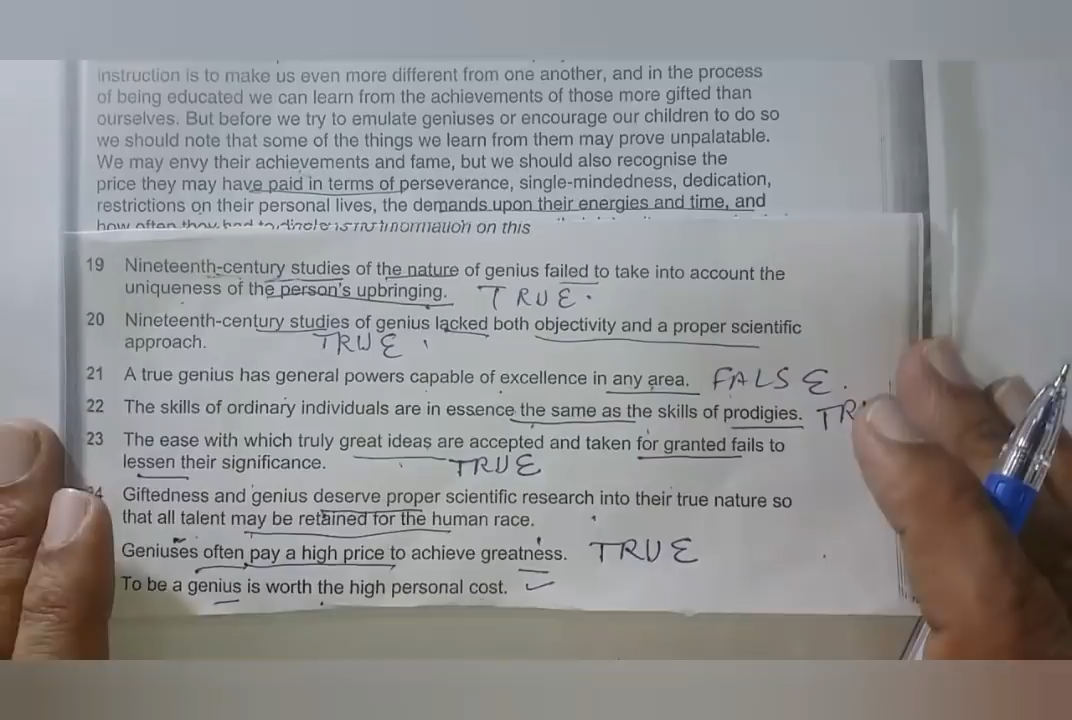 instruction is to make us even more different from one another, and in the process
of being educated we can learn from the achievements of those more gifted than
ourselves. But before we try to emulate geniuses or encourage our children to do so
we should note that some of the things we learn from them may prove unpalatable.
We may envy their achievements and fame, but we should also recognise the
price they may have paid in terms of perseverance, single-mindedness, dedication,
restrictions on their personal lives, the demands upon their energies and time, and
how often they had to information on this
19 Nineteenth-century studies of the nature of genius failed to take into account the
uniqueness of the person's upbringing. TRUE.
20 Nineteenth-century studies of genius lacked both objectivity and a proper scientific
approach. TRUE
21 A true genius has general powers capable of excellence in any area. FALSE.
22 The skills of ordinary individuals are in essence the same as the skills of prodigies. TR
23 The ease with which truly great ideas are accepted and taken for granted fails to
lessen their significance. TRUE
4 Giftedness and genius deserve proper scientific research into their true nature so
that all talent may be retained for the human race.
Geniuses often pay a high price to achieve greatness. TRUE
To be a genius is worth the high personal cost.